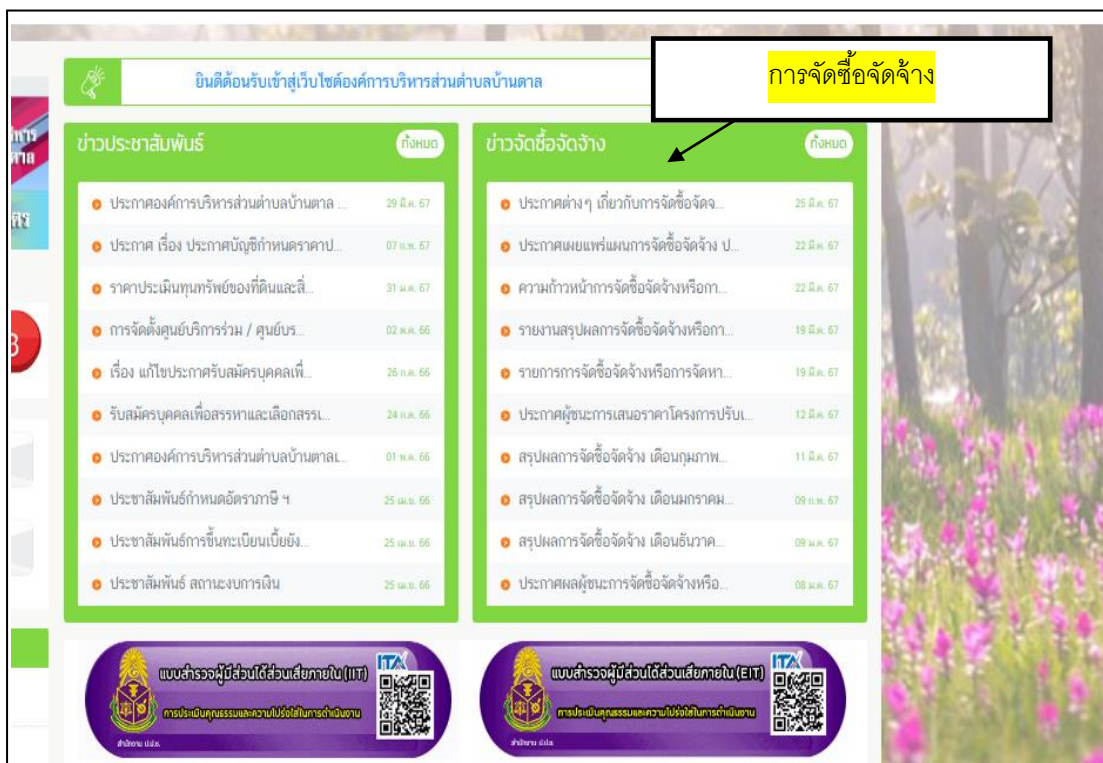 การจัดซื้อจัดจ้าง
ยินดีต้อนรับเข้าสู่เว็บไซต์องค์การบริหารส่วนตำบลบ้านตาล
ข่าวประชาสัมพันธ์
ทั้งหมด
ประกาศองค์การบริหารส่วนตำบลบ้านตาล ... 29 มี.ค. 67
ประกาศ เรื่อง ประกาศบัญชีกำหนดราคาป... 07 ก.พ. 67
ราคาประเมินทุนทรัพย์ของที่ดินและสิ่... 31 ม.ค. 67
การจัดตั้งศูนย์บริการร่วม / ศูนย์บร... 02 ต.ค. 66
เรื่อง แก้ไขประกาศรับสมัครบุคคลเพื่... 26 ก.ค. 66
รับสมัครบุคคลเพื่อสรรหาและเลือกสรรเ... 24 ก.ค. 66
ประกาศองค์การบริหารส่วนตำบลบ้านตาลเ... 01 พ.ค. 66
ประชาสัมพันธ์กำหนดอัตราภาษี ฯ 25 เม.ย. 66
ประชาสัมพันธ์การขึ้นทะเบียนเบี้ยยัง... 25 เม.ย. 66
ประชาสัมพันธ์ สถานะงบการเงิน 25 เม.ย. 66
ข่าวจัดซื้อจัดจ้าง
ทั้งหมด
ประกาศต่างๆ เกี่ยวกับการจัดซื้อจัดจ... 25 มี.ค. 67
ประกาศเผยแพร่แผนการจัดซื้อจัดจ้าง ป... 22 มี.ค. 67
ความก้าวหน้าการจัดซื้อจัดจ้างหรือกา... 22 มี.ค. 67
รายงานสรุปผลการจัดซื้อจัดจ้างหรือกา... 19 มี.ค. 67
รายการการจัดซื้อจัดจ้างหรือการจัดหา... 19 มี.ค. 67
ประกาศผู้ชนะการเสนอราคาโครงการปรับเ... 12 มี.ค. 67
สรุปผลการจัดซื้อจัดจ้าง เดือนกุมภาพ... 11 มี.ค. 67
สรุปผลการจัดซื้อจัดจ้าง เดือนมกราคม... 09 ก.พ. 67
สรุปผลการจัดซื้อจัดจ้าง เดือนธันวาค... 09 ม.ค. 67
ประกาศผลผู้ชนะการจัดซื้อจัดจ้างหรือ... 08 ม.ค. 67
แบบสำรวจผู้มีส่วนได้ส่วนเสียภายใน (IIT)
ITA
การประเมินคุณธรรมและความโปร่งใสในการดำเนินงาน
สำนักงาน ป.ป.ช.
แบบสำรวจผู้มีส่วนได้ส่วนเสียภายใน (EIT)
ITA
การประเมินคุณธรรมและความโปร่งใสในการดำเนินงาน
สำนักงาน ป.ป.ช.